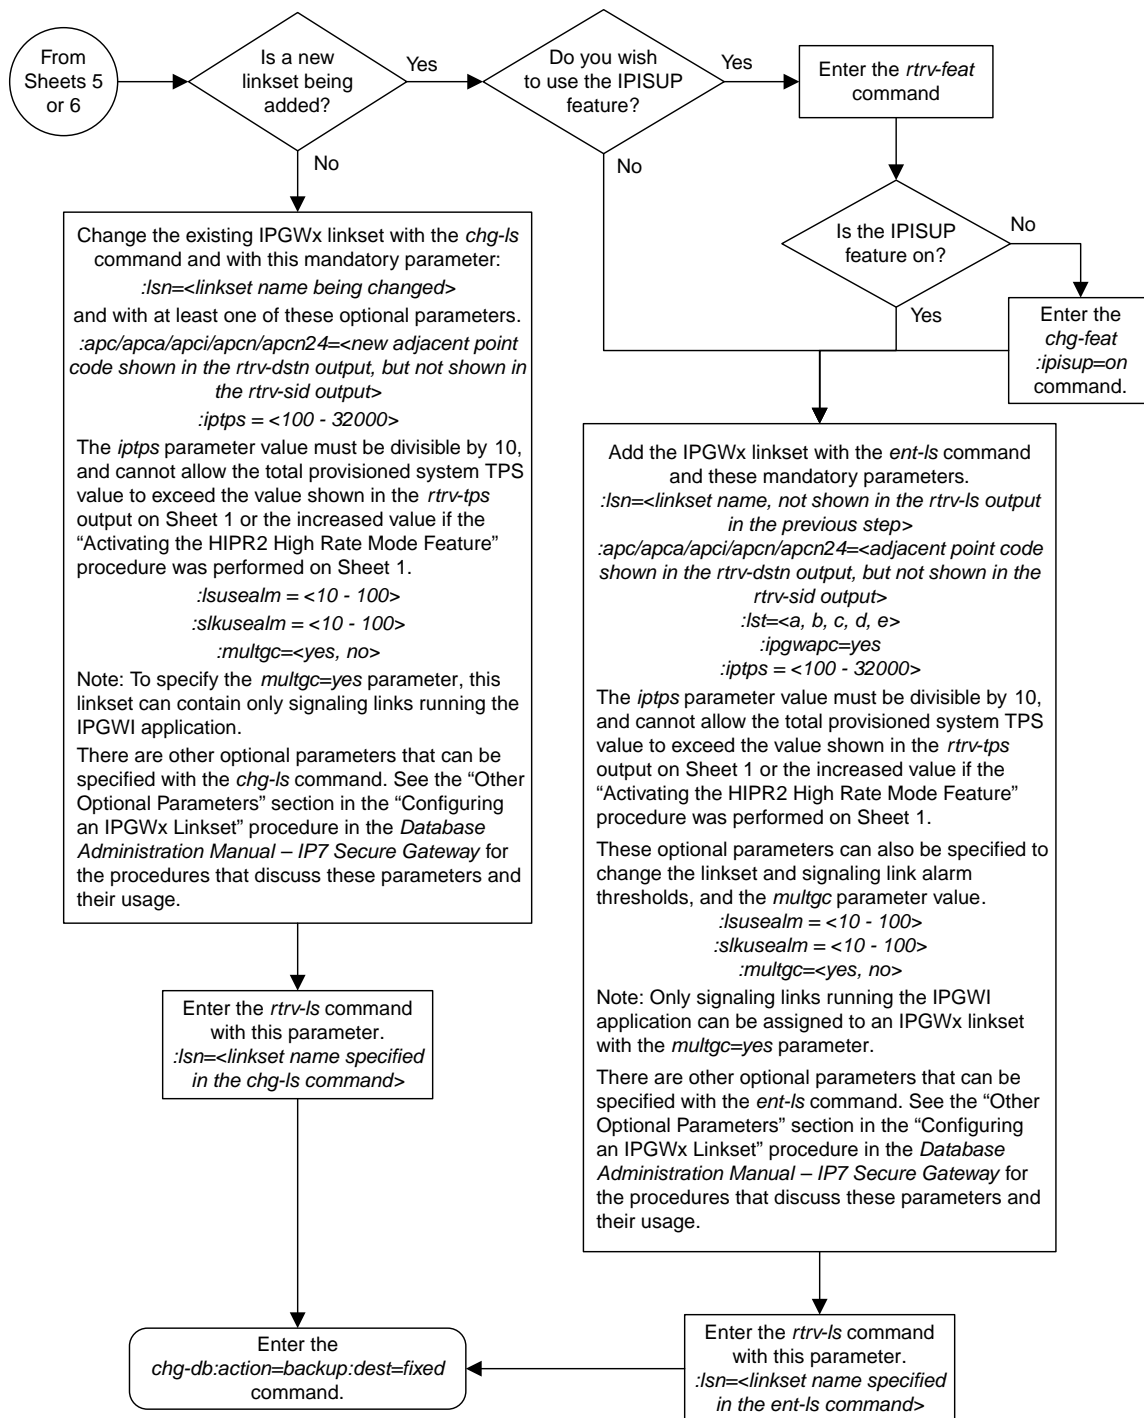 From
Sheets 5
or 6
Is a new
linkset being
added?
Yes
Do you wish
to use the IPISUP
feature?
Yes
Enter the rtrv-feat
command
No
No
Is the IPISUP
feature on?
No
Yes
Enter the
chg-feat
:ipisup=on
command.
Change the existing IPGWx linkset with the chg-ls
command and with this mandatory parameter:
:lsn=<linkset name being changed>
and with at least one of these optional parameters.
:apc/apca/apci/apcn/apcn24=<new adjacent point
code shown in the rtrv-dstn output, but not shown in
the rtrv-sid output>
:iptps = <100 - 32000>
The iptps parameter value must be divisible by 10,
and cannot allow the total provisioned system TPS
value to exceed the value shown in the rtrv-tps
output on Sheet 1 or the increased value if the
“Activating the HIPR2 High Rate Mode Feature”
procedure was performed on Sheet 1.
:lsusealm = <10 - 100>
:slkusealm = <10 - 100>
:multgc=<yes, no>
Note: To specify the multgc=yes parameter, this
linkset can contain only signaling links running the
IPGWI application.
There are other optional parameters that can be
specified with the chg-ls command. See the “Other
Optional Parameters” section in the “Configuring
an IPGWx Linkset” procedure in the Database
Administration Manual – IP7 Secure Gateway for
the procedures that discuss these parameters and
their usage.
Enter the rtrv-ls command
with this parameter.
:lsn=<linkset name specified
in the chg-ls command>
Add the IPGWx linkset with the ent-ls command
and these mandatory parameters.
:lsn=<linkset name, not shown in the rtrv-ls output
in the previous step>
:apc/apca/apci/apcn/apcn24=<adjacent point code
shown in the rtrv-dstn output, but not shown in the
rtrv-sid output>
:lst=<a, b, c, d, e>
:ipgwapc=yes
:iptps = <100 - 32000>
The iptps parameter value must be divisible by 10,
and cannot allow the total provisioned system TPS
value to exceed the value shown in the rtrv-tps
output on Sheet 1 or the increased value if the
“Activating the HIPR2 High Rate Mode Feature”
procedure was performed on Sheet 1.
These optional parameters can also be specified to
change the linkset and signaling link alarm
thresholds, and the multgc parameter value.
:lsusealm = <10 - 100>
:slkusealm = <10 - 100>
:multgc=<yes, no>
Note: Only signaling links running the IPGWI
application can be assigned to an IPGWx linkset
with the multgc=yes parameter.
There are other optional parameters that can be
specified with the ent-ls command. See the “Other
Optional Parameters” section in the “Configuring
an IPGWx Linkset” procedure in the Database
Administration Manual – IP7 Secure Gateway for
the procedures that discuss these parameters and
their usage.
Enter the
chg-db:action=backup:dest=fixed
command.
Enter the rtrv-ls command
with this parameter.
:lsn=<linkset name specified
in the ent-ls command>